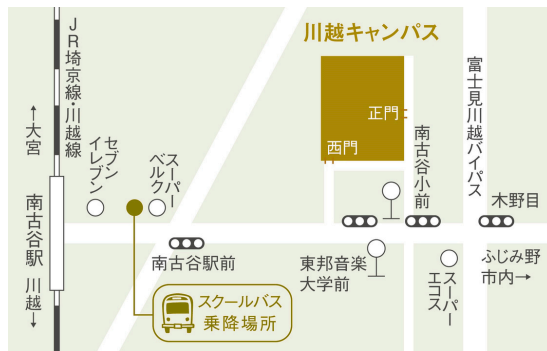 川越キャンパス
正門
西門
JR埼京線・川越線
←大宮
南古谷駅
川越→
セブン
イレブン
スーパー
ベルク
南古谷駅前
スクールバス
乗降場所
東邦音楽
大学前
南古谷小前
富士見川越バイパス
木野目
スーパー
エコス
ふじみ野
市内→